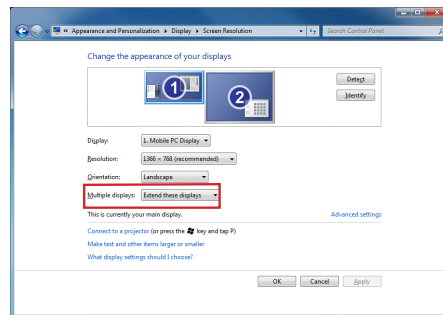 « Appearance and Personalization ▸ Display ▸ Screen Resolution
Search Control Panel
Change the appearance of your displays
1
2
Detect
Identify
Display: 1. Mobile PC Display
Resolution: 1366 × 768 (recommended)
Orientation: Landscape
Multiple displays: Extend these displays
This is currently your main display.
Advanced settings
Connect to a projector (or press the key and tap P)
Make text and other items larger or smaller
What display settings should I choose?
OK Cancel Apply